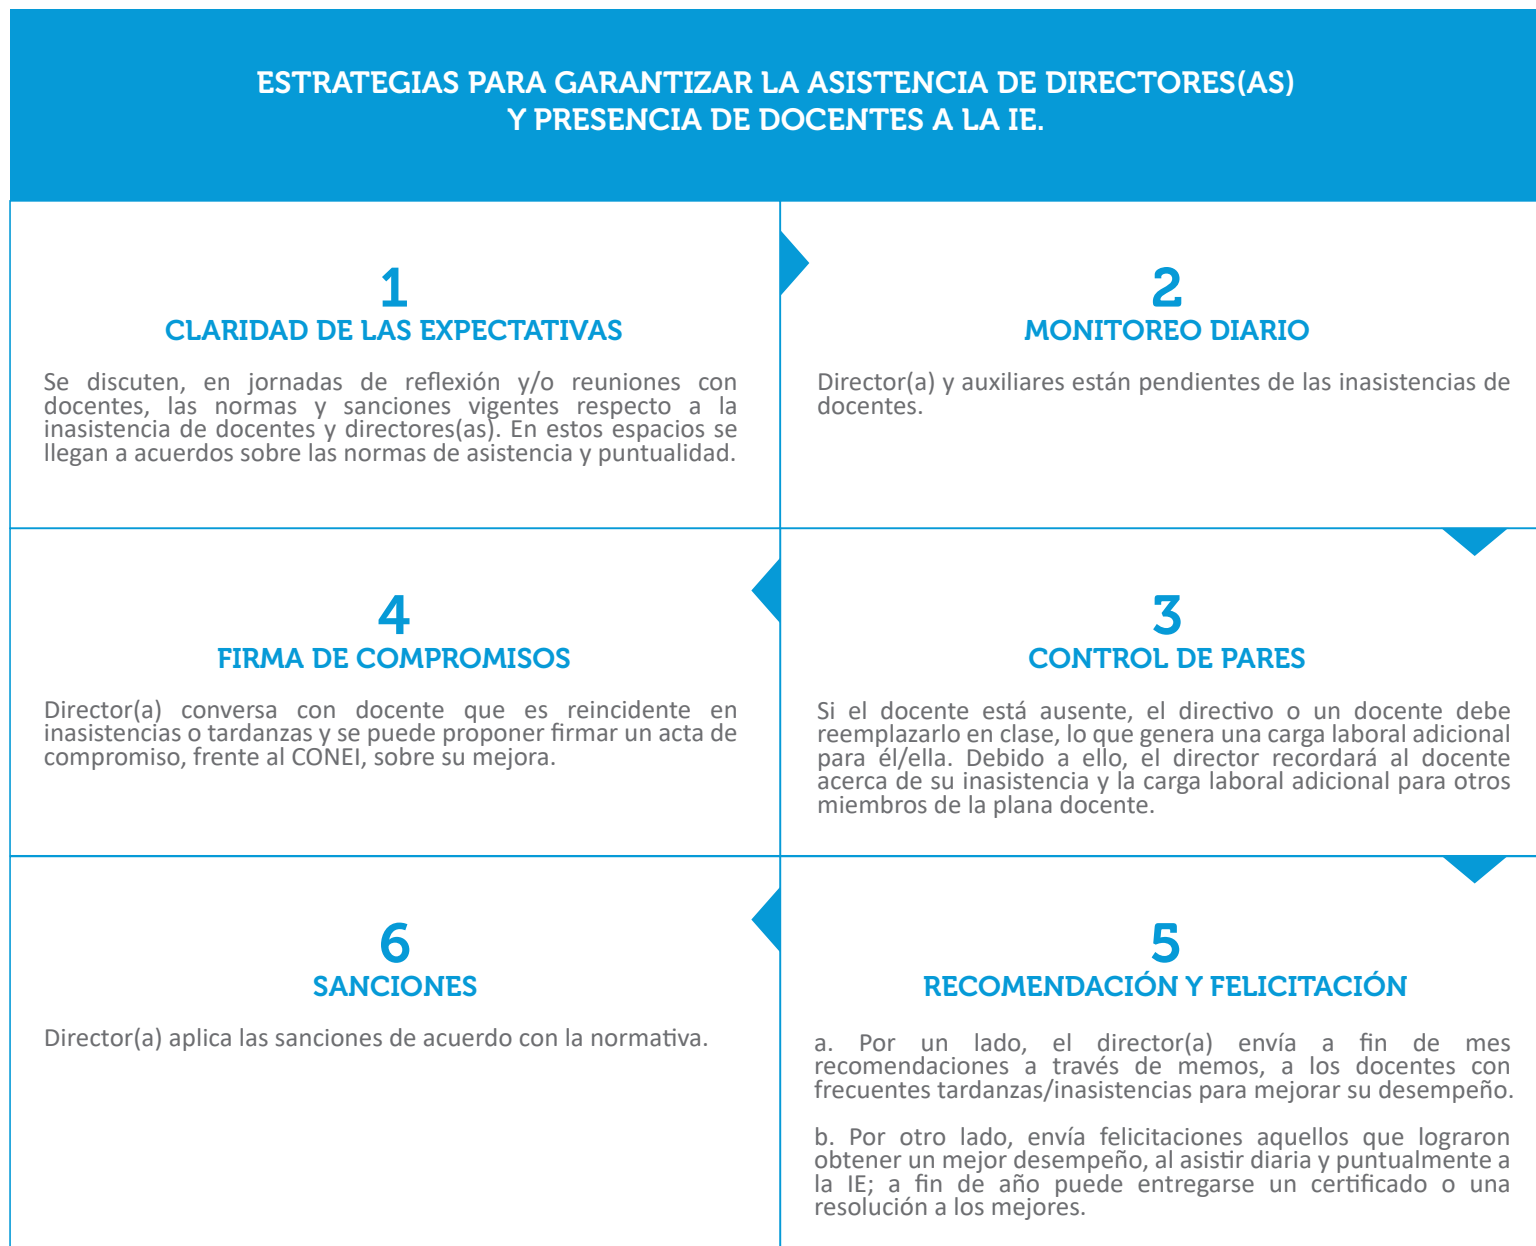 ESTRATEGIAS PARA GARANTIZAR LA ASISTENCIA DE DIRECTORES(AS)
Y PRESENCIA DE DOCENTES A LA IE.
1
CLARIDAD DE LAS EXPECTATIVAS
Se discuten, en jornadas de reflexión y/o reuniones con
docentes, las normas y sanciones vigentes respecto a la
inasistencia de docentes y directores(as). En estos espacios se
llegan a acuerdos sobre las normas de asistencia y puntualidad.
2
MONITOREO DIARIO
Director(a) y auxiliares están pendientes de las inasistencias de
docentes.
3
CONTROL DE PARES
Si el docente está ausente, el directivo o un docente debe
reemplazarlo en clase, lo que genera una carga laboral adicional
para él/ella. Debido a ello, el director recordará al docente
acerca de su inasistencia y la carga laboral adicional para otros
miembros de la plana docente.
4
FIRMA DE COMPROMISOS
Director(a) conversa con docente que es reincidente en
inasistencias o tardanzas y se puede proponer firmar un acta de
compromiso, frente al CONEI, sobre su mejora.
5
RECOMENDACIÓN Y FELICITACIÓN
a. Por un lado, el director(a) envía a fin de mes
recomendaciones a través de memos, a los docentes con
frecuentes tardanzas/inasistencias para mejorar su desempeño.
b. Por otro lado, envía felicitaciones aquellos que lograron
obtener un mejor desempeño, al asistir diaria y puntualmente a
la IE; a fin de año puede entregarse un certificado o una
resolución a los mejores.
6
SANCIONES
Director(a) aplica las sanciones de acuerdo con la normativa.